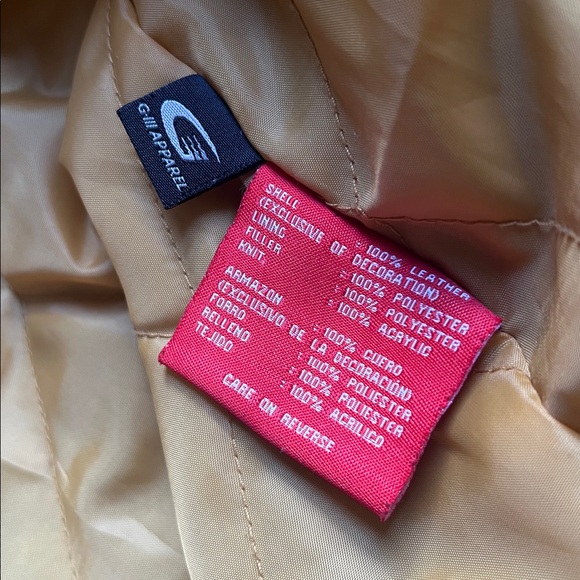 G-III APPAREL
SHELL : 100% LEATHER
(EXCLUSIVE OF DECORATION)
LINING : 100% POLYESTER
FILLER : 100% POLYESTER
KNIT : 100% ACRYLIC
ARMAZON : 100% CUERO
(EXCLUSIVO DE LA DECORACIÓN)
FORRO : 100% POLIESTER
RELLENO : 100% POLIESTER
TEJIDO : 100% ACRILICO
CARE ON REVERSE